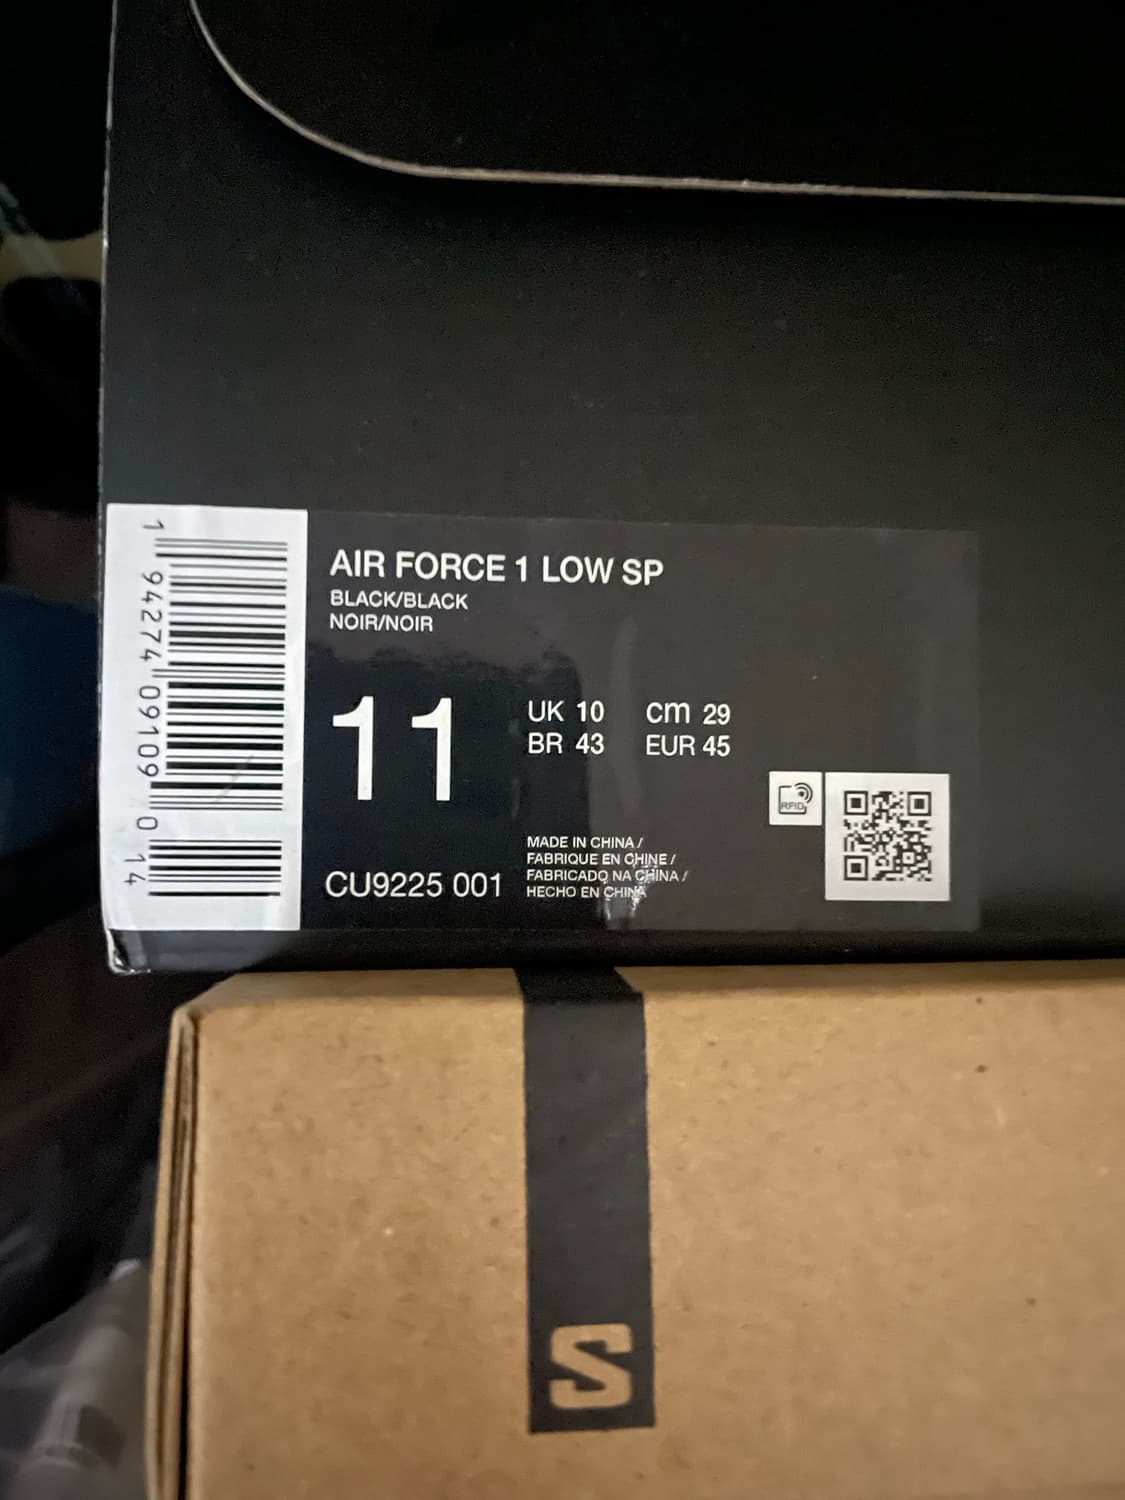 AIR FORCE 1 LOW SP
BLACK/BLACK
NOIR/NOIR
11
UK 10 cm 29
BR 43 EUR 45
RFID
MADE IN CHINA /
FABRIQUE EN CHINE /
FABRICADO NA CHINA /
HECHO EN CHINA
CU9225 001
1 94274 09109 0 14
S